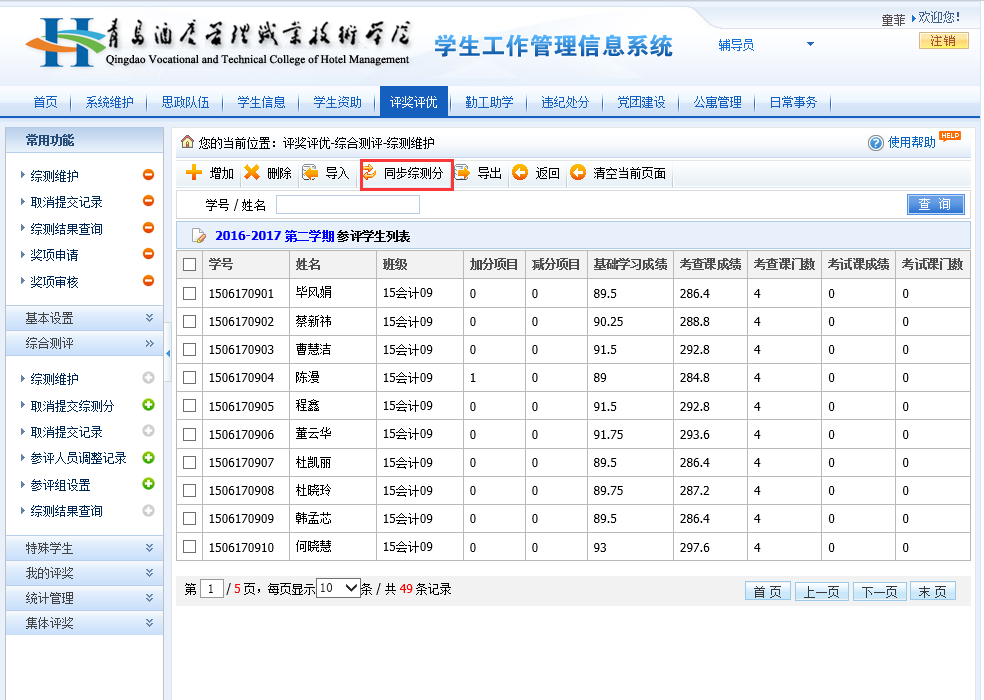 青岛酒店管理职业技术学院
Qingdao Vocational and Technical College of Hotel Management
学生工作管理信息系统
童菲 欢迎您!
辅导员
注销
首页 系统维护 思政队伍 学生信息 学生资助 评奖评优 勤工助学 违纪处分 党团建设 公寓管理 日常事务
常用功能
综测维护
取消提交记录
综测结果查询
奖项申请
奖项审核
基本设置
综合测评
综测维护
取消提交综测分
取消提交记录
参评人员调整记录
参评组设置
综测结果查询
特殊学生
我的评奖
统计管理
集体评奖
您的当前位置：评奖评优-综合测评-综测维护
使用帮助 HELP
增加 删除 导入 同步综测分 导出 返回 清空当前页面
学号 / 姓名
查 询
2016-2017 第二学期 参评学生列表
学号 姓名 班级 加分项目 减分项目 基础学习成绩 考查课成绩 考查课门数 考试课成绩 考试课门数
1506170901 毕风娟 15会计09 0 0 89.5 286.4 4 0 0
1506170902 蔡新祎 15会计09 0 0 90.25 288.8 4 0 0
1506170903 曹慧洁 15会计09 0 0 91.5 292.8 4 0 0
1506170904 陈漫 15会计09 1 0 89 284.8 4 0 0
1506170905 程鑫 15会计09 0 0 91.5 292.8 4 0 0
1506170906 董云华 15会计09 0 0 91.75 293.6 4 0 0
1506170907 杜凯丽 15会计09 0 0 89.5 286.4 4 0 0
1506170908 杜晓玲 15会计09 0 0 89.75 287.2 4 0 0
1506170909 韩孟芯 15会计09 0 0 89.5 286.4 4 0 0
1506170910 何晓慧 15会计09 0 0 93 297.6 4 0 0
第 1 / 5 页，每页显示 10 条 / 共 49 条记录
首 页 上一页 下一页 末 页